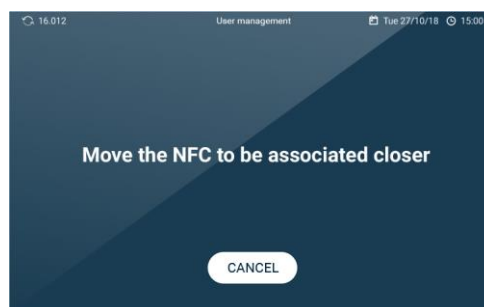 16.012 User management Tue 27/10/18 15:00
Move the NFC to be associated closer
CANCEL